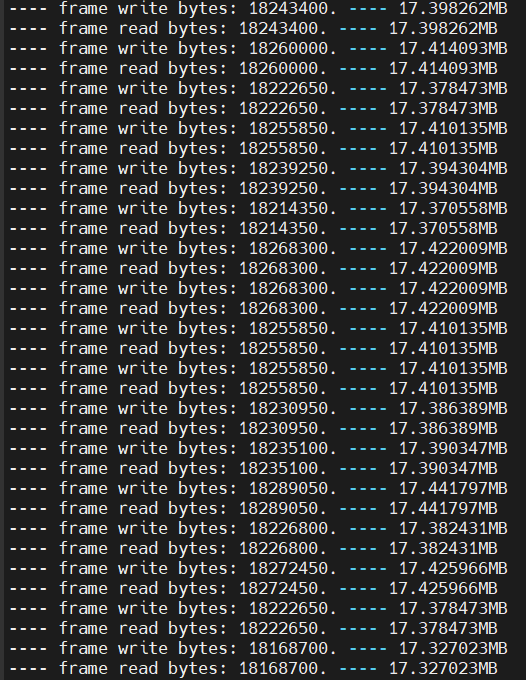 ---- frame write bytes: 18243400. ---- 17.398262MB
---- frame read bytes: 18243400. ---- 17.398262MB
---- frame write bytes: 18260000. ---- 17.414093MB
---- frame read bytes: 18260000. ---- 17.414093MB
---- frame write bytes: 18222650. ---- 17.378473MB
---- frame read bytes: 18222650. ---- 17.378473MB
---- frame write bytes: 18255850. ---- 17.410135MB
---- frame read bytes: 18255850. ---- 17.410135MB
---- frame write bytes: 18239250. ---- 17.394304MB
---- frame read bytes: 18239250. ---- 17.394304MB
---- frame write bytes: 18214350. ---- 17.370558MB
---- frame read bytes: 18214350. ---- 17.370558MB
---- frame write bytes: 18268300. ---- 17.422009MB
---- frame read bytes: 18268300. ---- 17.422009MB
---- frame write bytes: 18268300. ---- 17.422009MB
---- frame read bytes: 18268300. ---- 17.422009MB
---- frame write bytes: 18255850. ---- 17.410135MB
---- frame read bytes: 18255850. ---- 17.410135MB
---- frame write bytes: 18255850. ---- 17.410135MB
---- frame read bytes: 18255850. ---- 17.410135MB
---- frame write bytes: 18230950. ---- 17.386389MB
---- frame read bytes: 18230950. ---- 17.386389MB
---- frame write bytes: 18235100. ---- 17.390347MB
---- frame read bytes: 18235100. ---- 17.390347MB
---- frame write bytes: 18289050. ---- 17.441797MB
---- frame read bytes: 18289050. ---- 17.441797MB
---- frame write bytes: 18226800. ---- 17.382431MB
---- frame read bytes: 18226800. ---- 17.382431MB
---- frame write bytes: 18272450. ---- 17.425966MB
---- frame read bytes: 18272450. ---- 17.425966MB
---- frame write bytes: 18222650. ---- 17.378473MB
---- frame read bytes: 18222650. ---- 17.378473MB
---- frame write bytes: 18168700. ---- 17.327023MB
---- frame read bytes: 18168700. ---- 17.327023MB